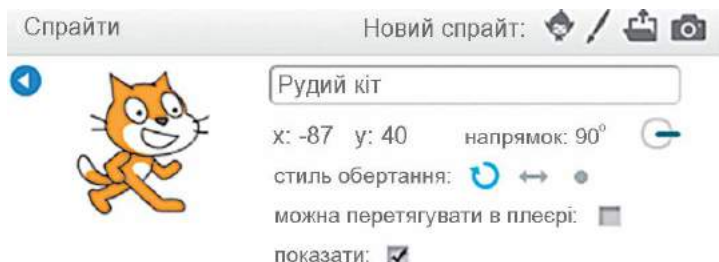 Спрайти Новий спрайт:
Рудий кіт
x: -87 y: 40 напрямок: 90°
стиль обертання:
можна перетягувати в плеєрі:
показати: